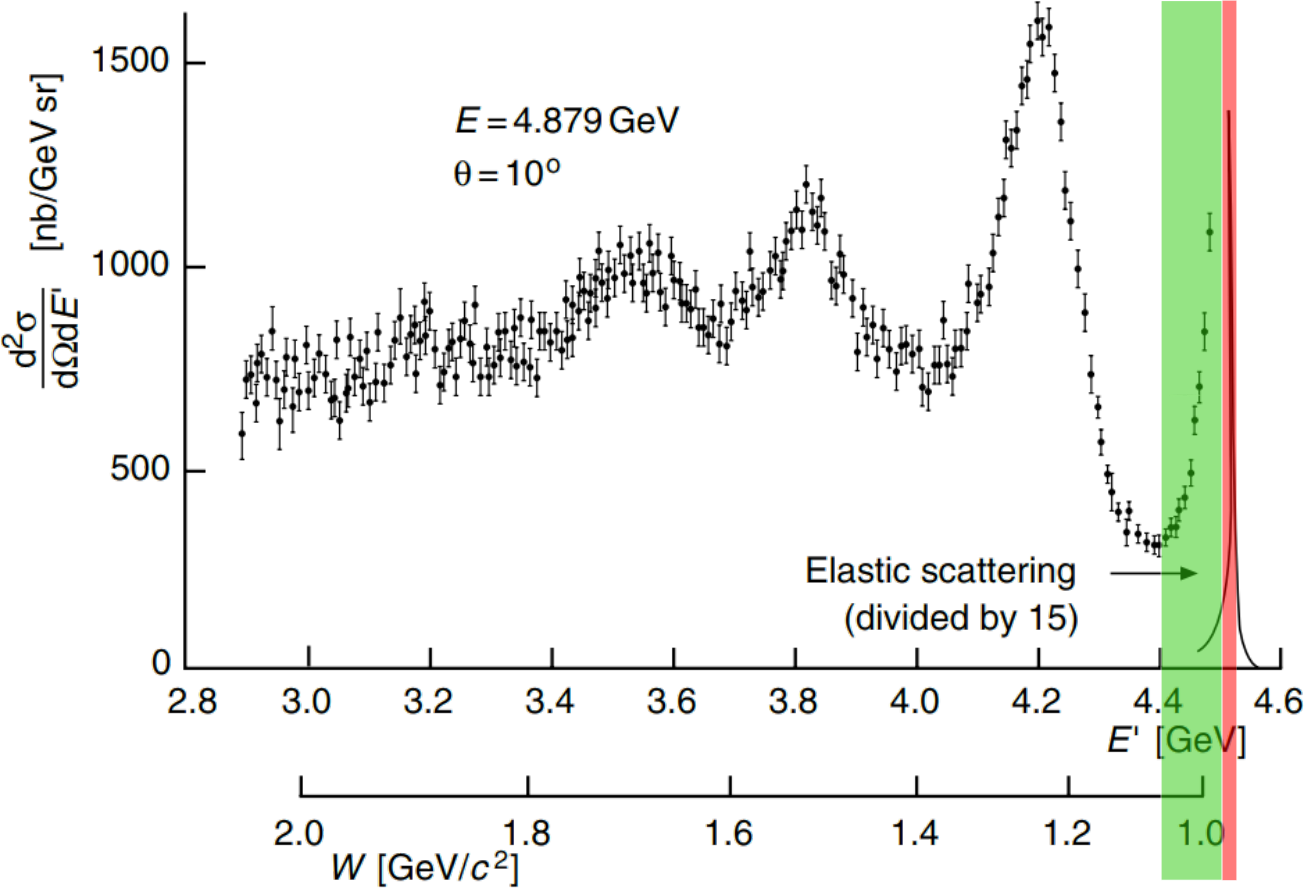 1500
1000
500
0
d²σ
dΩdE'
[nb/GeV sr]
E = 4.879 GeV
θ = 10°
Elastic scattering
(divided by 15)
2.8 3.0 3.2 3.4 3.6 3.8 4.0 4.2 4.4 4.6
E' [GeV]
2.0 1.8 1.6 1.4 1.2 1.0
W [GeV/c²]